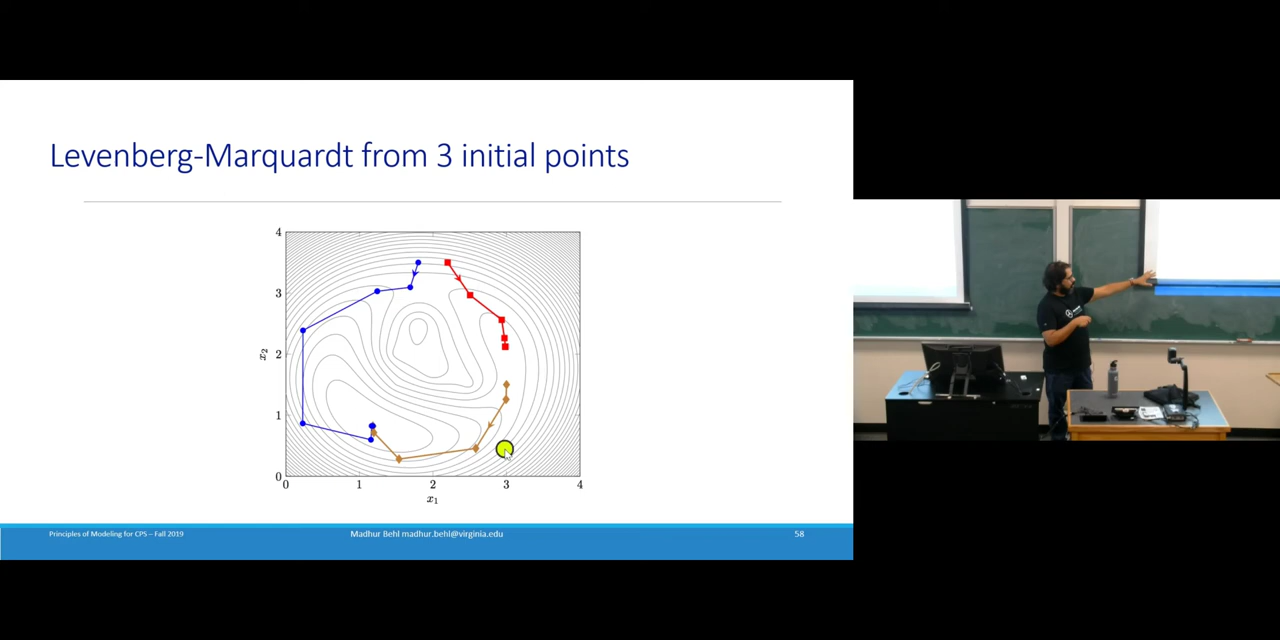 Levenberg-Marquardt from 3 initial points
4
3
2
1
0
x₂
0 1 2 3 4
x₁
Principles of Modeling for CPS – Fall 2019
Madhur Behl madhur.behl@virginia.edu
58